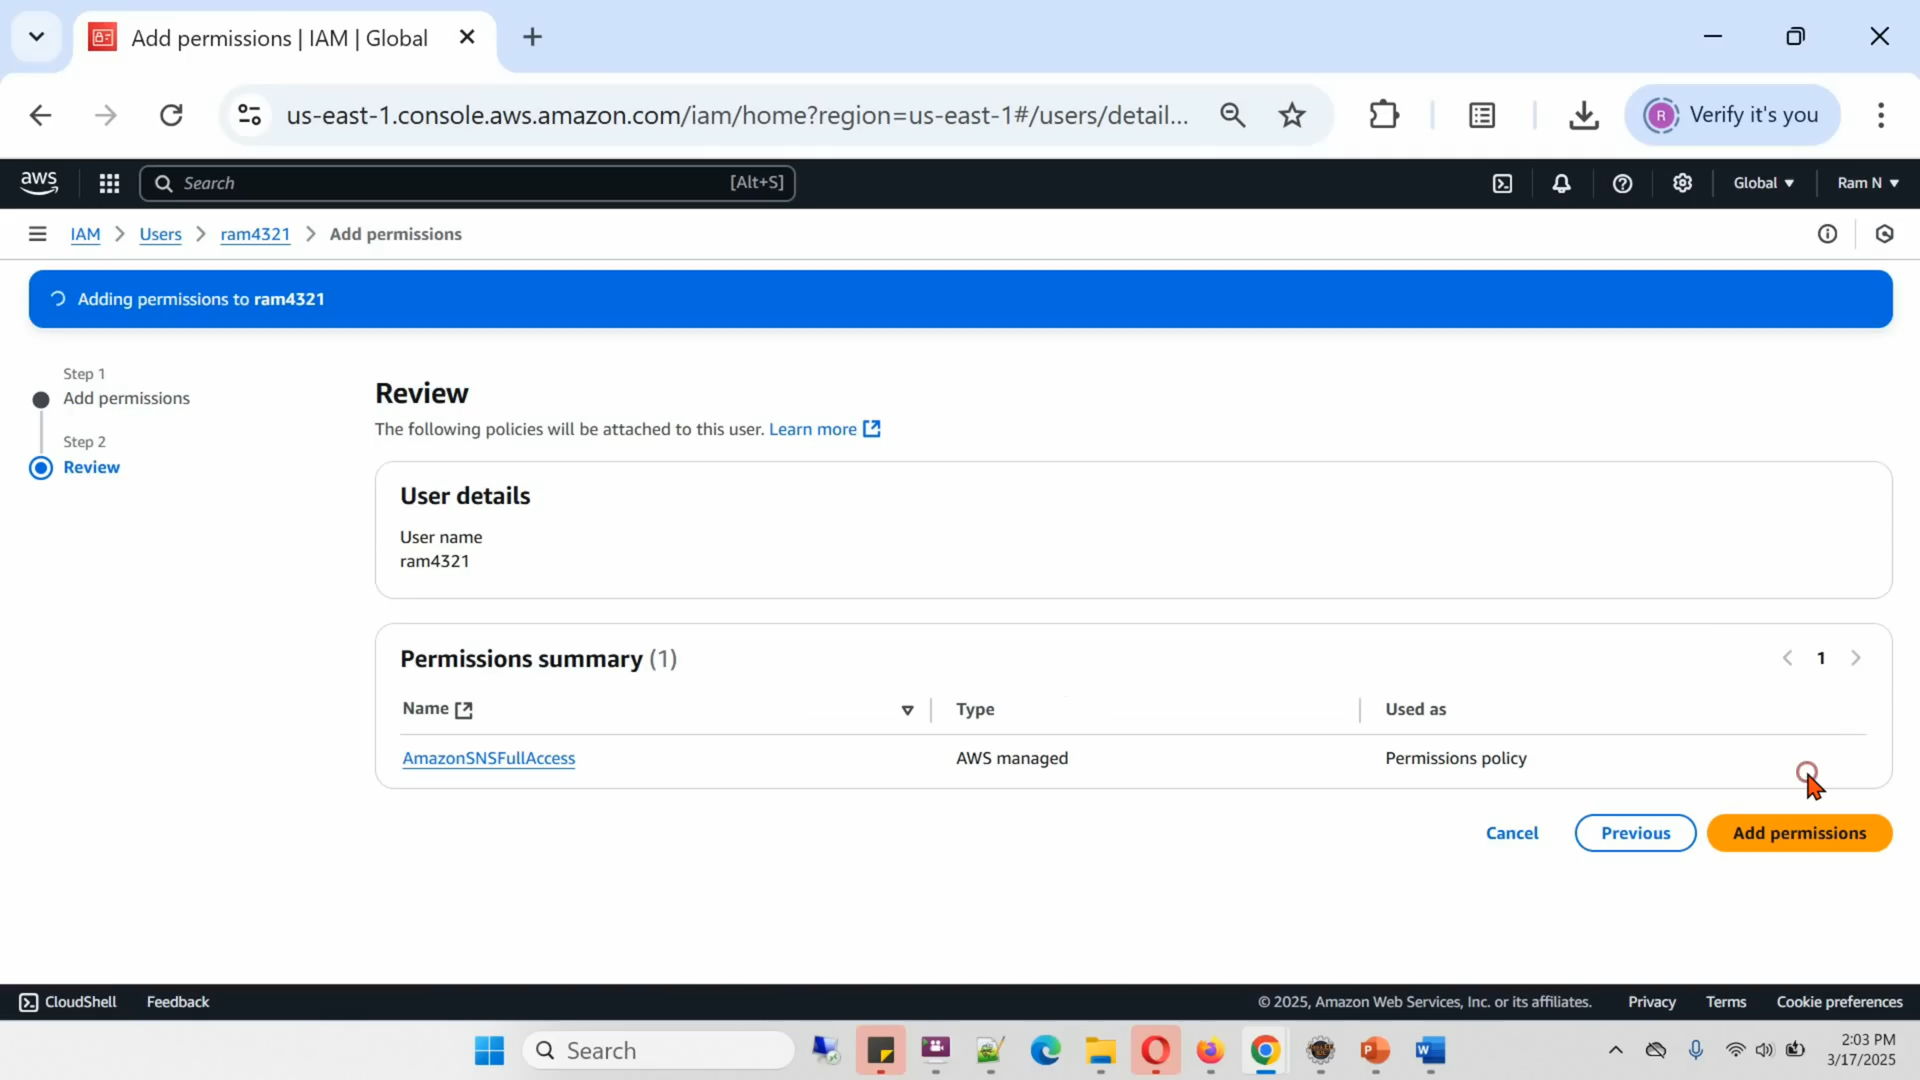 Add permissions | IAM | Global
us-east-1.console.aws.amazon.com/iam/home?region=us-east-1#/users/detail...
R Verify it's you
aws
Search [Alt+S]
Global
Ram N
IAM > Users > ram4321 > Add permissions
Adding permissions to ram4321
Step 1
Add permissions
Step 2
Review
Review
The following policies will be attached to this user. Learn more
User details
User name
ram4321
Permissions summary (1)
1
Name Type Used as
AmazonSNSFullAccess AWS managed Permissions policy
Cancel Previous Add permissions
CloudShell Feedback © 2025, Amazon Web Services, Inc. or its affiliates. Privacy Terms Cookie preferences
Search
2:03 PM
3/17/2025